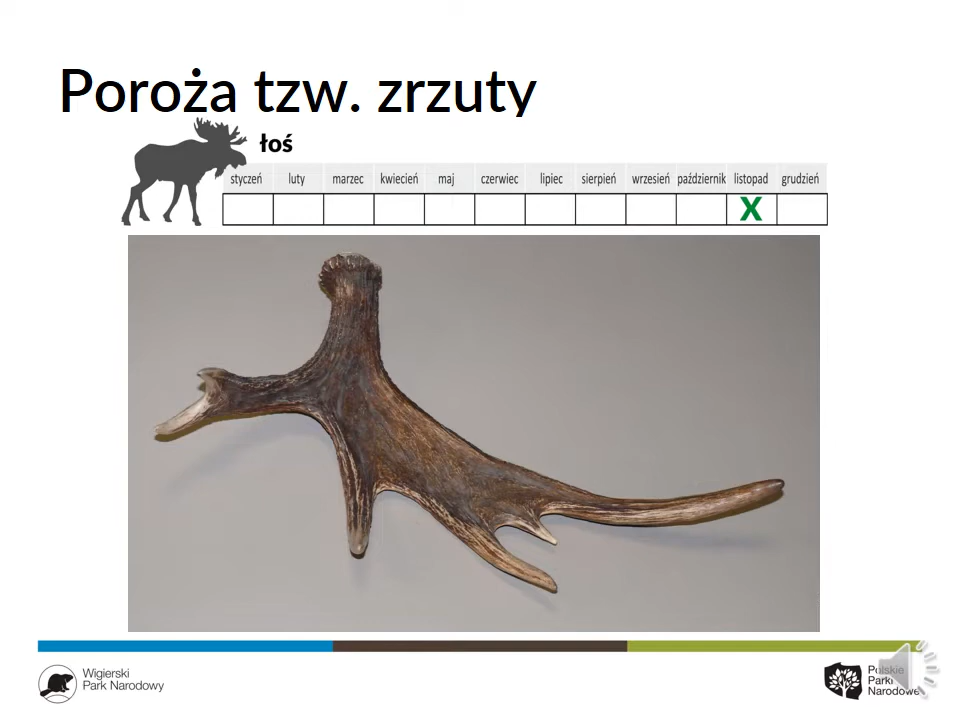 Poroża tzw. zrzuty
łoś
styczeń luty marzec kwiecień maj czerwiec lipiec sierpień wrzesień październik listopad grudzień
X
Wigierski
Park Narodowy
Polskie
Parki
Narodowe